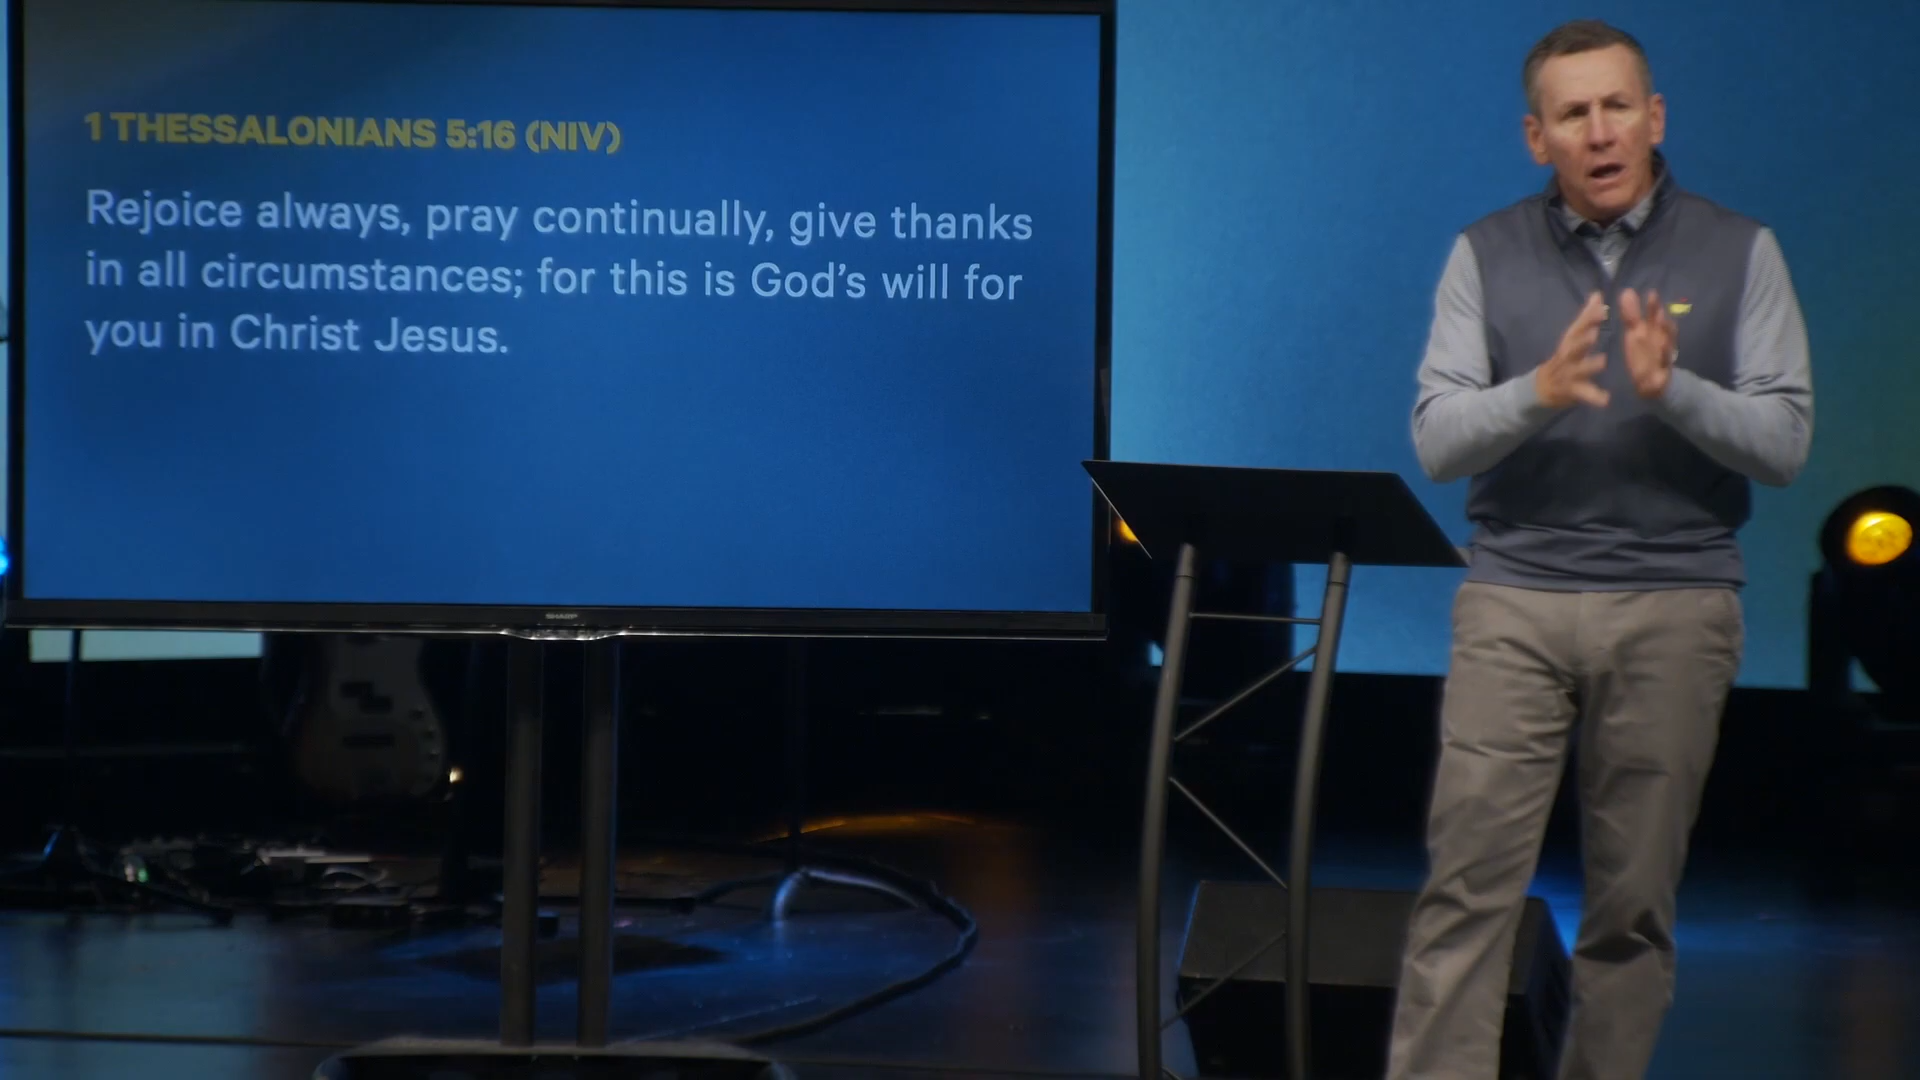 1 THESSALONIANS 5:16 (NIV)
Rejoice always, pray continually, give thanks
in all circumstances; for this is God’s will for
you in Christ Jesus.
SHARP